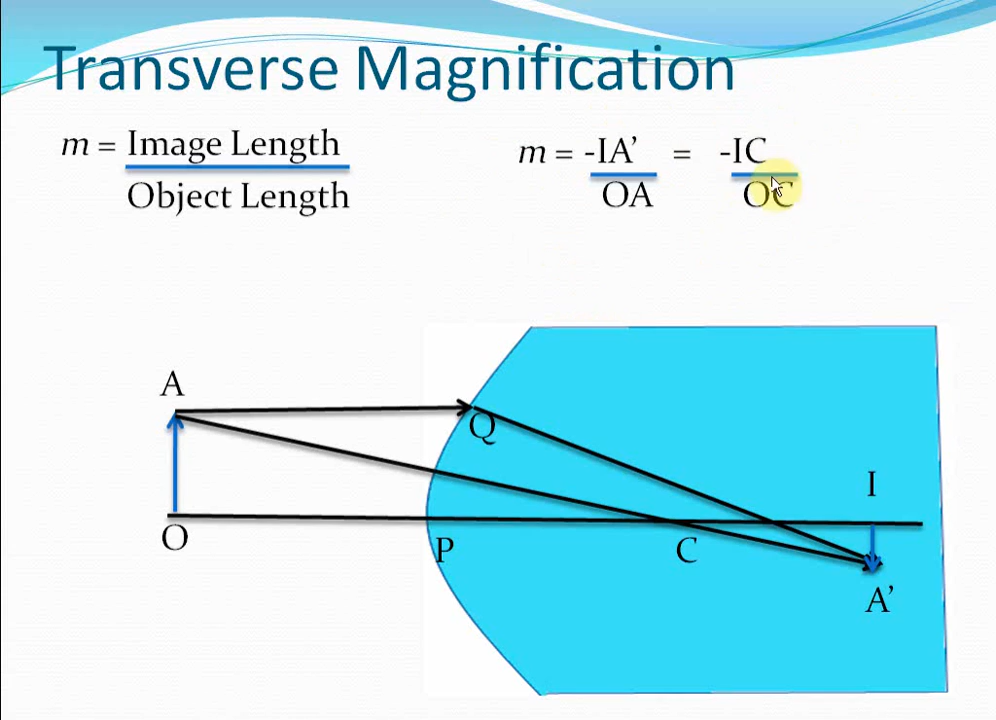 Transverse Magnification
m = Image Length
Object Length
m = -IA’ = -IC
OA OC
A
Q
I
O
P
C
A’